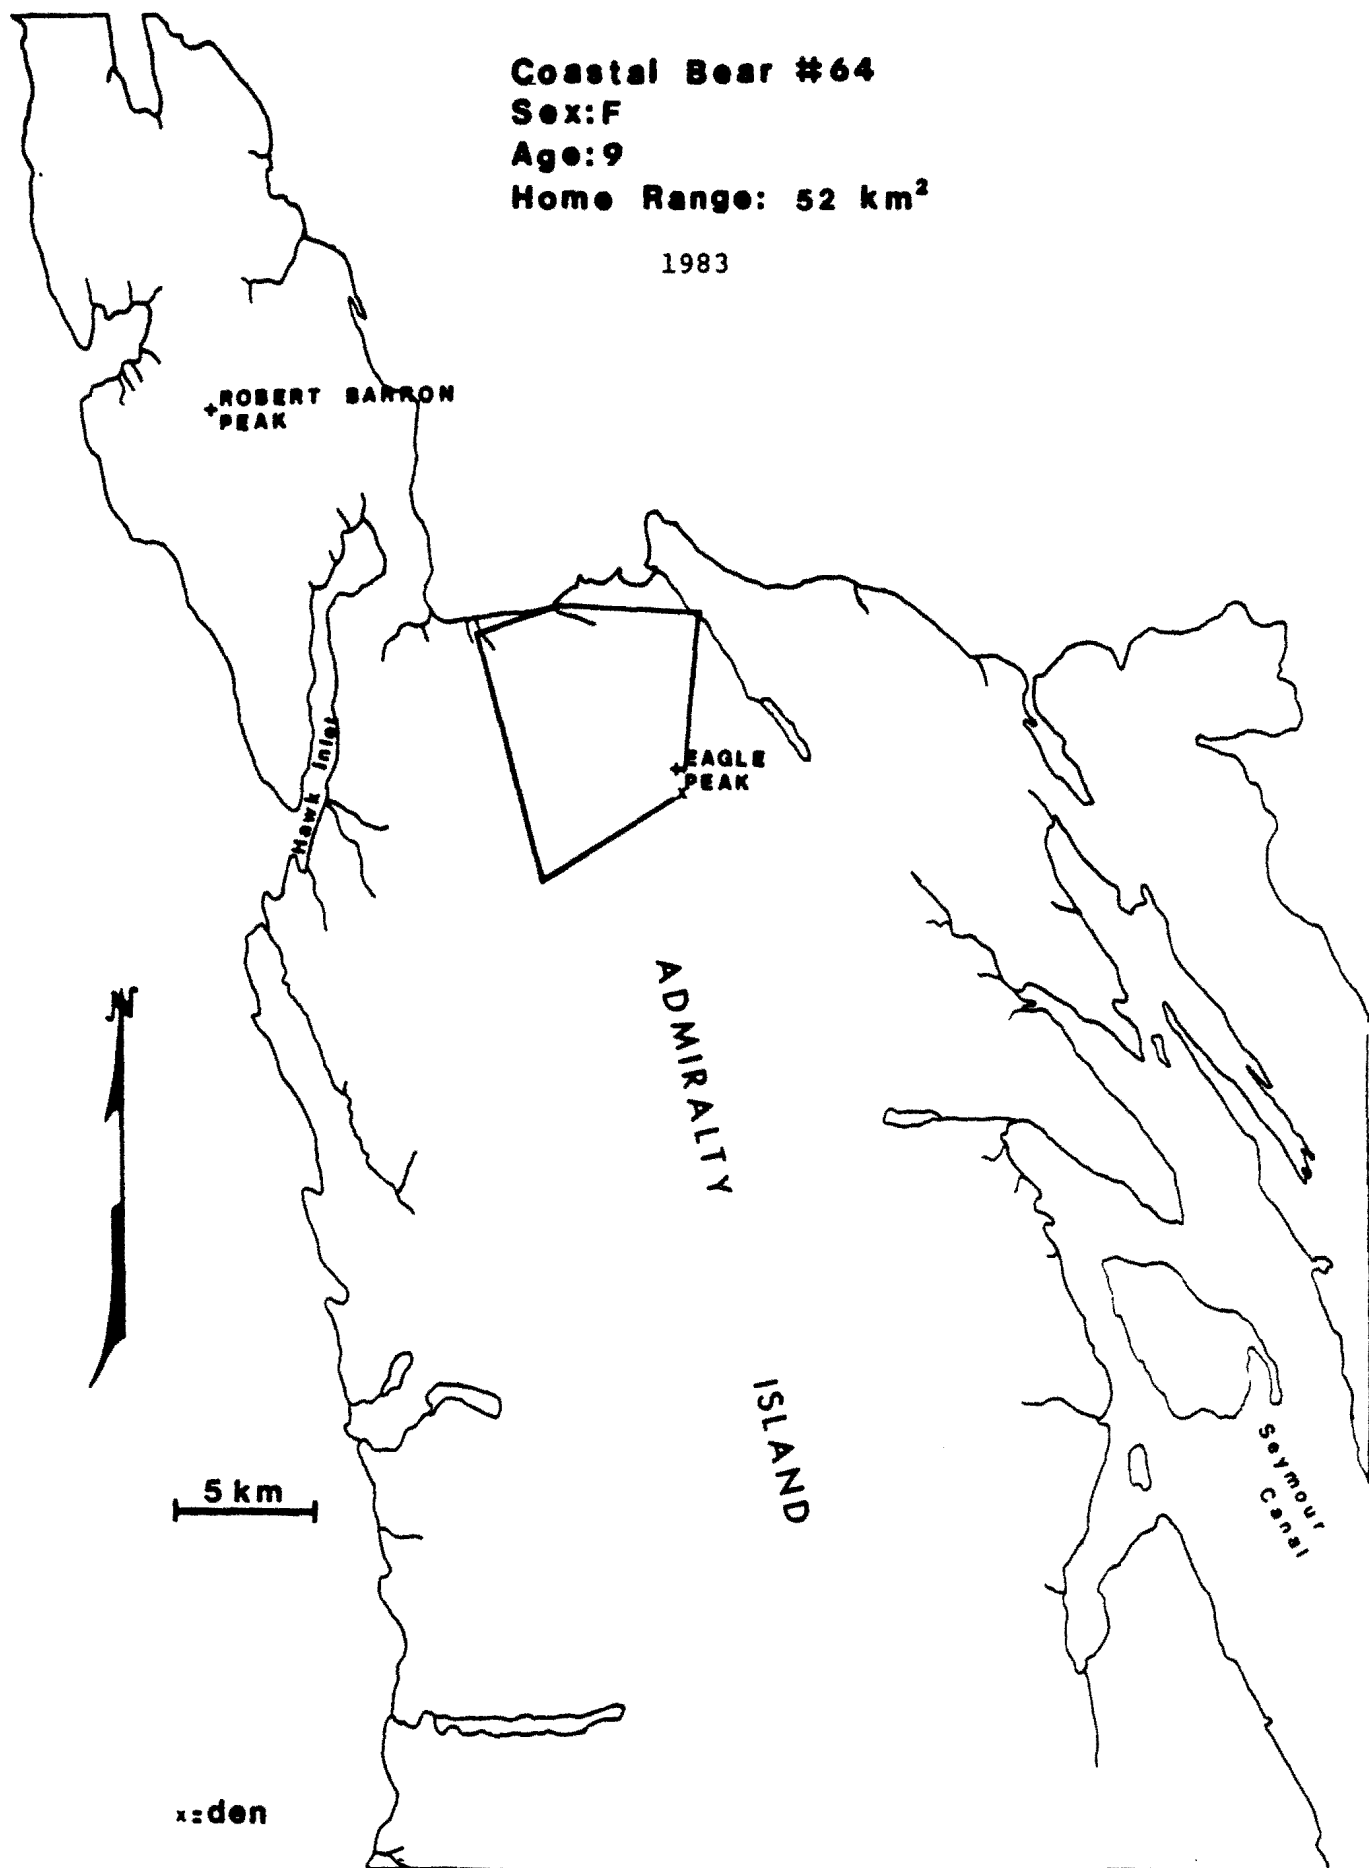 Coastal Bear #64
Sex:F
Age:9
Home Range: 52 km²
1983
+ROBERT BARRON
PEAK
Hawk Inlet
+EAGLE
PEAK
x
N
ADMIRALTY
ISLAND
Seymour
Canal
5 km
x=den